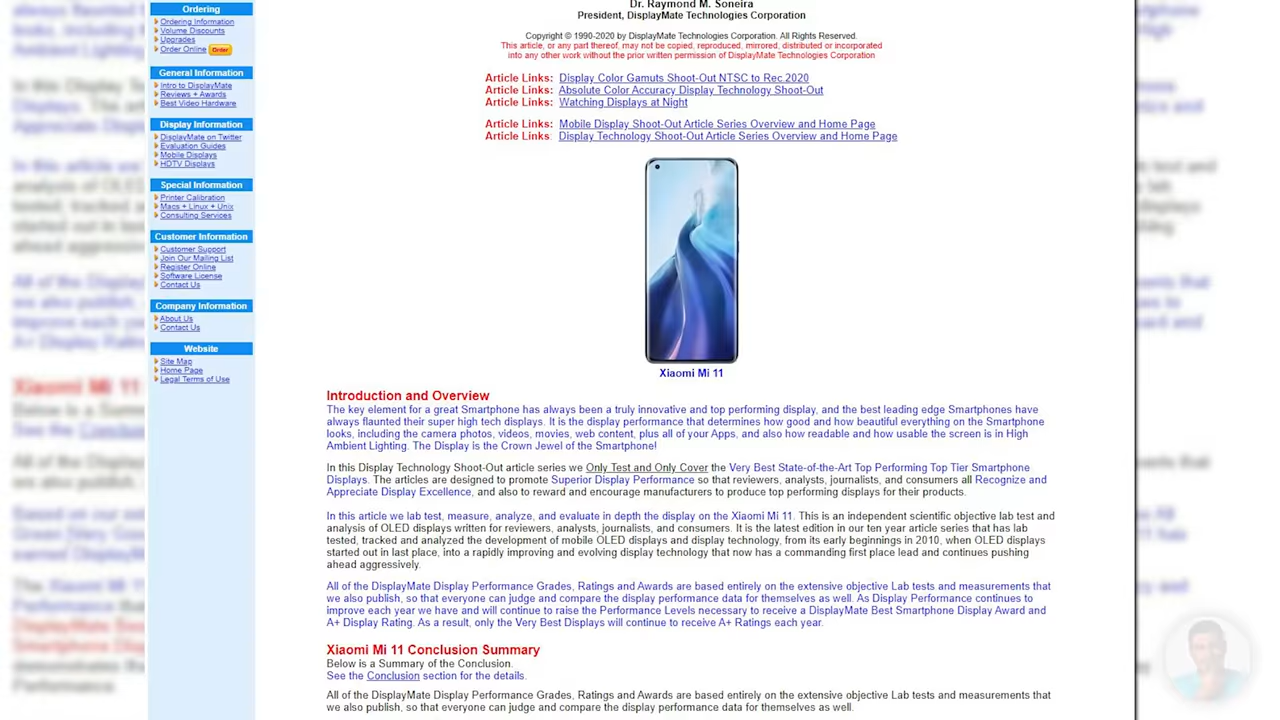 Ordering
Ordering Information
Volume Discounts
Upgrades
Order Online Order
General Information
Intro to DisplayMate
Reviews + Awards
Best Video Hardware
Display Information
DisplayMate on Twitter
Evaluation Guides
Mobile Displays
HDTV Displays
Special Information
Printer Calibration
Macs + Linux + Unix
Consulting Services
Customer Information
Customer Support
Join Our Mailing List
Register Online
Software License
Contact Us
Company Information
About Us
Contact Us
Website
Site Map
Home Page
Legal Terms of Use
Dr. Raymond M. Soneira
President, DisplayMate Technologies Corporation
Copyright © 1990-2020 by DisplayMate Technologies Corporation. All Rights Reserved.
This article, or any part thereof, may not be copied, reproduced, mirrored, distributed or incorporated
into any other work without the prior written permission of DisplayMate Technologies Corporation
Article Links: Display Color Gamuts Shoot-Out NTSC to Rec.2020
Article Links: Absolute Color Accuracy Display Technology Shoot-Out
Article Links: Watching Displays at Night
Article Links: Mobile Display Shoot-Out Article Series Overview and Home Page
Article Links: Display Technology Shoot-Out Article Series Overview and Home Page
Xiaomi Mi 11
Introduction and Overview
The key element for a great Smartphone has always been a truly innovative and top performing display, and the best leading edge Smartphones have
always flaunted their super high tech displays. It is the display performance that determines how good and how beautiful everything on the Smartphone
looks, including the camera photos, videos, movies, web content, plus all of your Apps, and also how readable and how usable the screen is in High
Ambient Lighting. The Display is the Crown Jewel of the Smartphone!
In this Display Technology Shoot-Out article series we Only Test and Only Cover the Very Best State-of-the-Art Top Performing Top Tier Smartphone
Displays. The articles are designed to promote Superior Display Performance so that reviewers, analysts, journalists, and consumers all Recognize and
Appreciate Display Excellence, and also to reward and encourage manufacturers to produce top performing displays for their products.
In this article we lab test, measure, analyze, and evaluate in depth the display on the Xiaomi Mi 11. This is an independent scientific objective lab test and
analysis of OLED displays written for reviewers, analysts, journalists, and consumers. It is the latest edition in our ten year article series that has lab
tested, tracked and analyzed the development of mobile OLED displays and display technology, from its early beginnings in 2010, when OLED displays
started out in last place, into a rapidly improving and evolving display technology that now has a commanding first place lead and continues pushing
ahead aggressively.
All of the DisplayMate Display Performance Grades, Ratings and Awards are based entirely on the extensive objective Lab tests and measurements that
we also publish, so that everyone can judge and compare the display performance data for themselves as well. As Display Performance continues to
improve each year we have and will continue to raise the Performance Levels necessary to receive a DisplayMate Best Smartphone Display Award and
A+ Display Rating. As a result, only the Very Best Displays will continue to receive A+ Ratings each year.
Xiaomi Mi 11 Conclusion Summary
Below is a Summary of the Conclusion.
See the Conclusion section for the details.
All of the DisplayMate Display Performance Grades, Ratings and Awards are based entirely on the extensive objective Lab tests and measurements that
we also publish, so that everyone can judge and compare the display performance data for themselves as well.